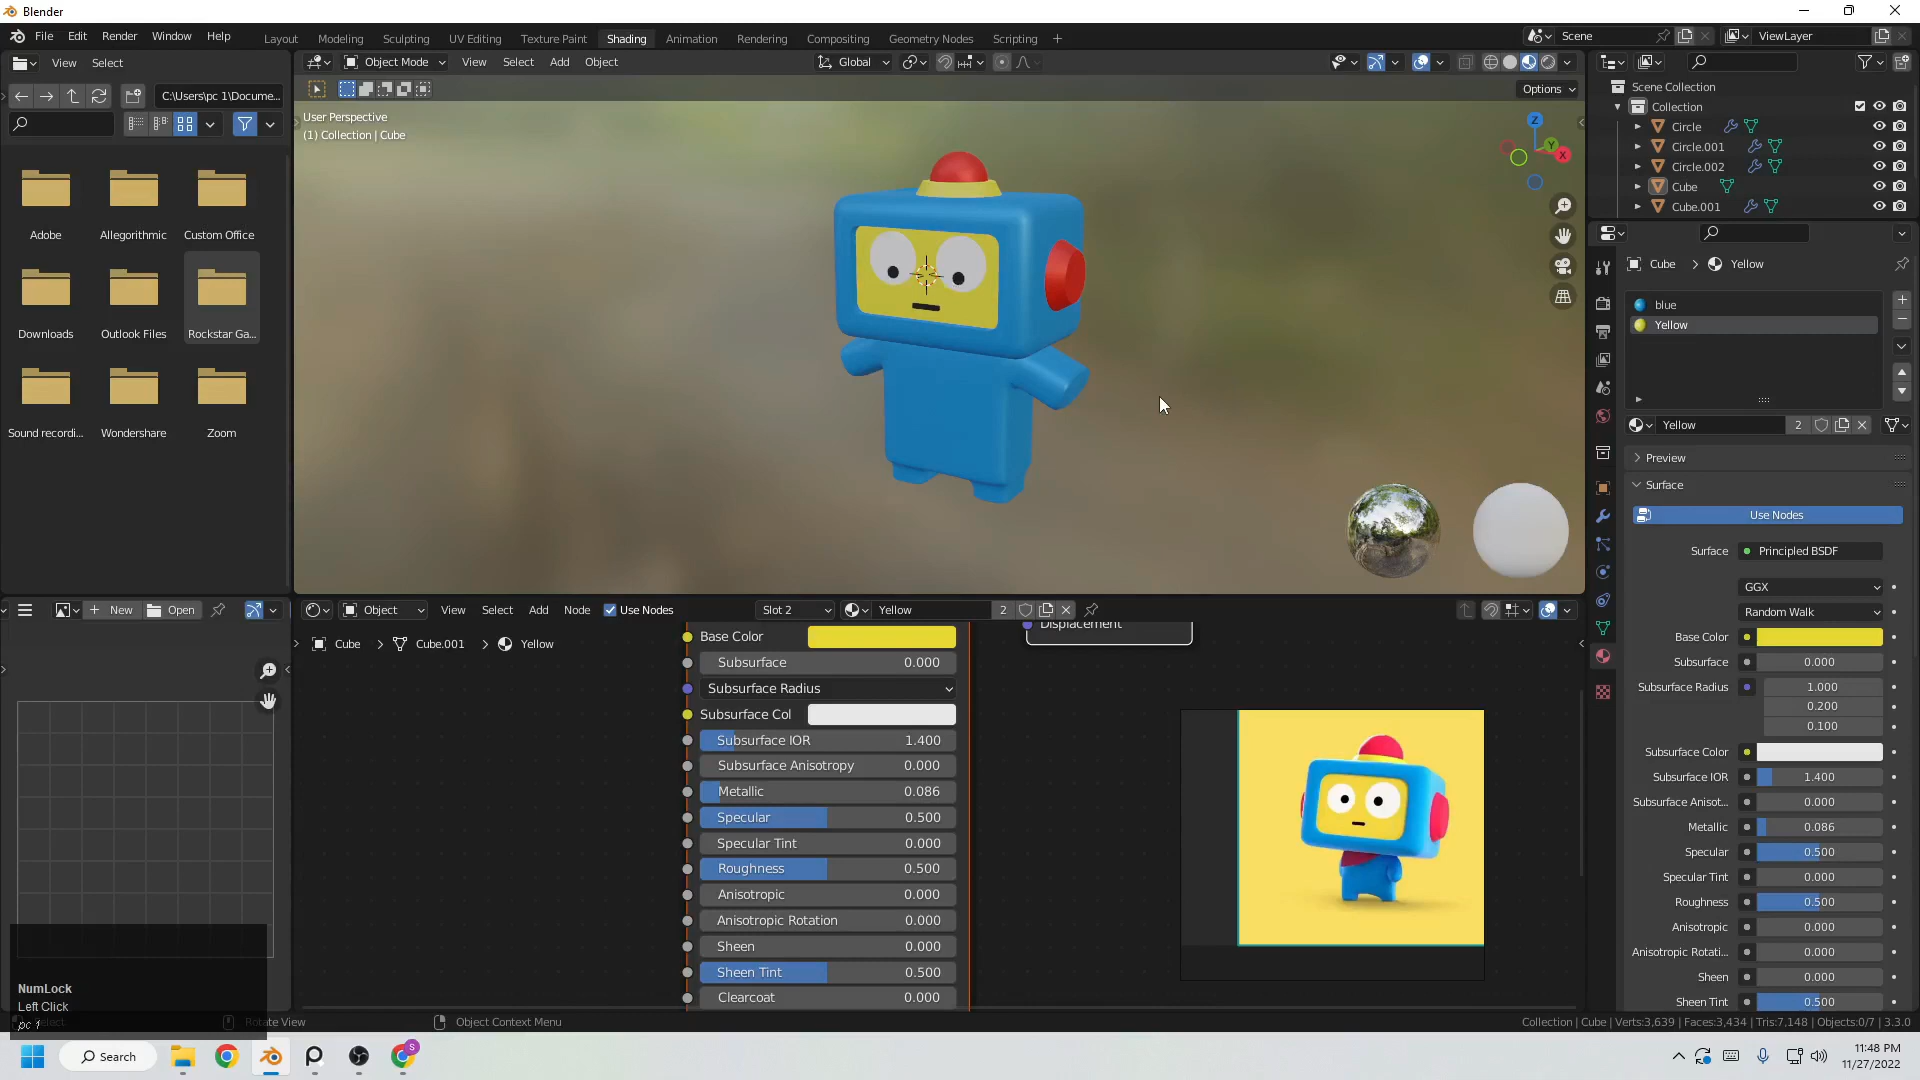 Blender
File Edit Render Window Help
Layout Modeling Sculpting UV Editing Texture Paint Shading Animation Rendering Compositing Geometry Nodes Scripting +
Scene ViewLayer
View Select
Object Mode View Select Add Object
Global
Options
C:\Users\pc 1\Docume...
User Perspective
(1) Collection | Cube
Adobe Allegorithmic Custom Office
Downloads Outlook Files Rockstar Ga...
Sound recordi... Wondershare Zoom
Z
Y
X
Scene Collection
Collection
Circle
Circle.001
Circle.002
Cube
Cube.001
Cube > Yellow
blue
Yellow
Yellow 2
Preview
Surface
Use Nodes
Surface Principled BSDF
GGX
Random Walk
Base Color
Subsurface 0.000
Subsurface Radius 1.000
0.200
0.100
Subsurface Color
Subsurface IOR 1.400
Subsurface Anisot... 0.000
Metallic 0.086
Specular 0.500
Specular Tint 0.000
Roughness 0.500
Anisotropic 0.000
Anisotropic Rotati... 0.000
Sheen 0.000
Sheen Tint 0.500
+ New Open
Object View Select Add Node Use Nodes Slot 2 Yellow 2
Cube > Cube.001 > Yellow
Displacement
Base Color
Subsurface 0.000
Subsurface Radius
Subsurface Col
Subsurface IOR 1.400
Subsurface Anisotropy 0.000
Metallic 0.086
Specular 0.500
Specular Tint 0.000
Roughness 0.500
Anisotropic 0.000
Anisotropic Rotation 0.000
Sheen 0.000
Sheen Tint 0.500
Clearcoat 0.000
NumLock
Left Click
pc 1
Rotate View Object Context Menu
Collection | Cube | Verts:3,639 | Faces:3,434 | Tris:7,148 | Objects:0/7 | 3.3.0
Search
S
11:48 PM
11/27/2022